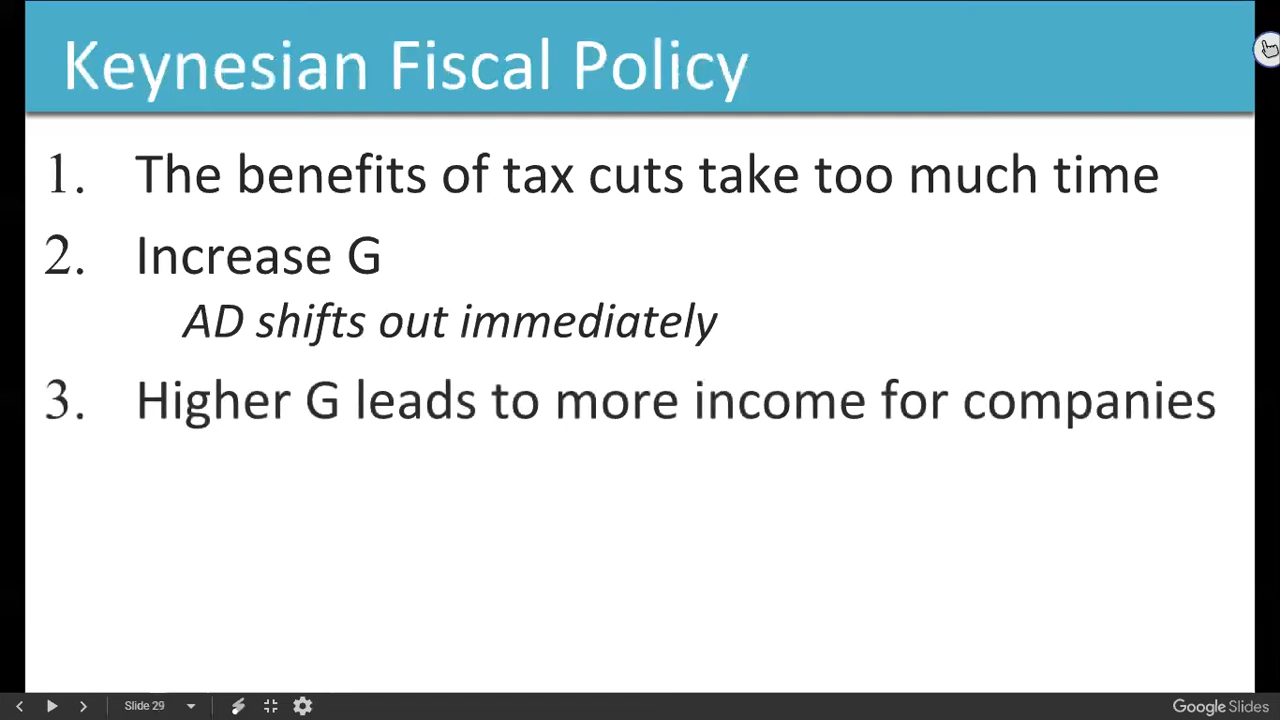 Keynesian Fiscal Policy
1. The benefits of tax cuts take too much time
2. Increase G
AD shifts out immediately
3. Higher G leads to more income for companies
Slide 29
Google Slides